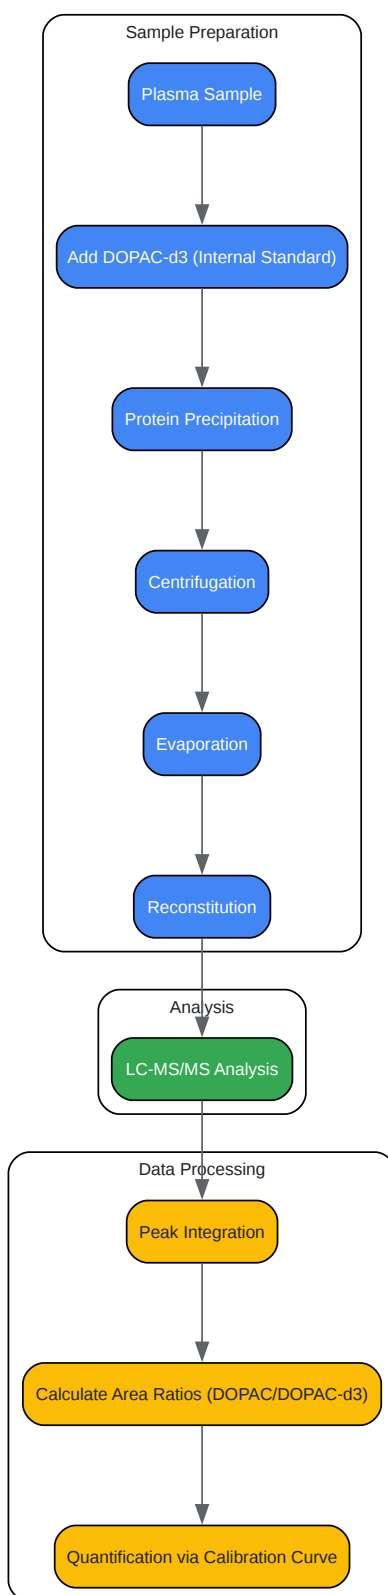 Sample Preparation
Plasma Sample
Add DOPAC-d3 (Internal Standard)
Protein Precipitation
Centrifugation
Evaporation
Reconstitution
Analysis
LC-MS/MS Analysis
Data Processing
Peak Integration
Calculate Area Ratios (DOPAC/DOPAC-d3)
Quantification via Calibration Curve